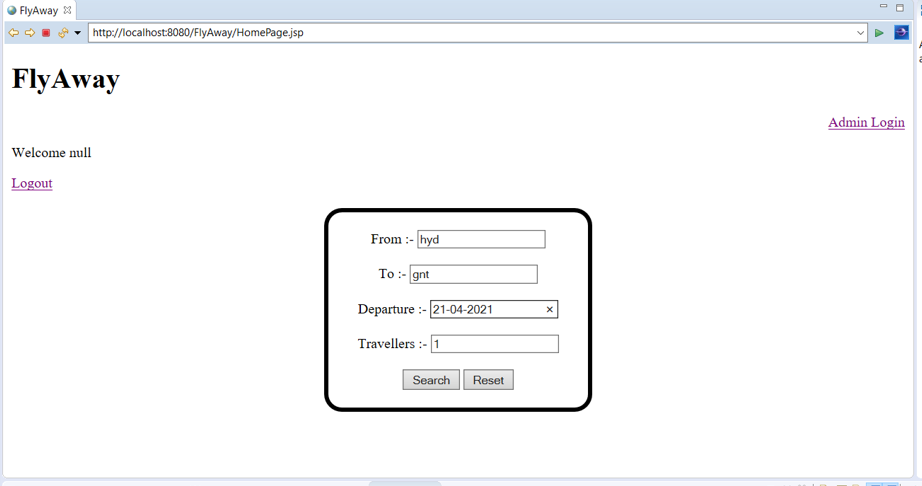 FlyAway
http://localhost:8080/FlyAway/HomePage.jsp
FlyAway
Admin Login
Welcome null
Logout
From :- hyd
To :- gnt
Departure :- 21-04-2021
Travellers :- 1
Search Reset